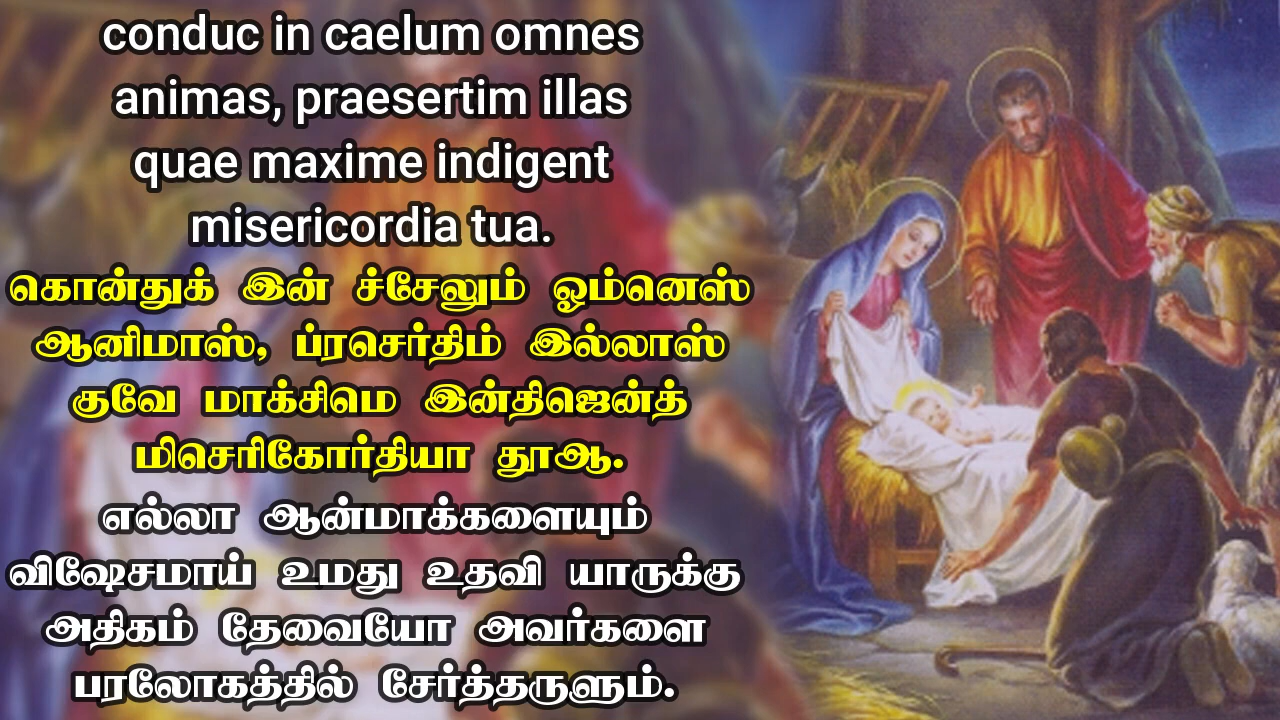 conduc in caelum omnes
animas, praesertim illas
quae maxime indigent
misericordia tua.
கொன்துக் இன் ச்சேலும் ஓம்னெஸ்
ஆனிமாஸ், ப்ரசெர்திம் இல்லாஸ்
குவே மாக்சிமெ இன்திஜென்த்
மிசெரிகோர்தியா தூஆ.
எல்லா ஆன்மாக்களையும்
விஷேசமாய் உமது உதவி யாருக்கு
அதிகம் தேவையோ அவர்களை
பரலோகத்தில் சேர்த்தருளும்.